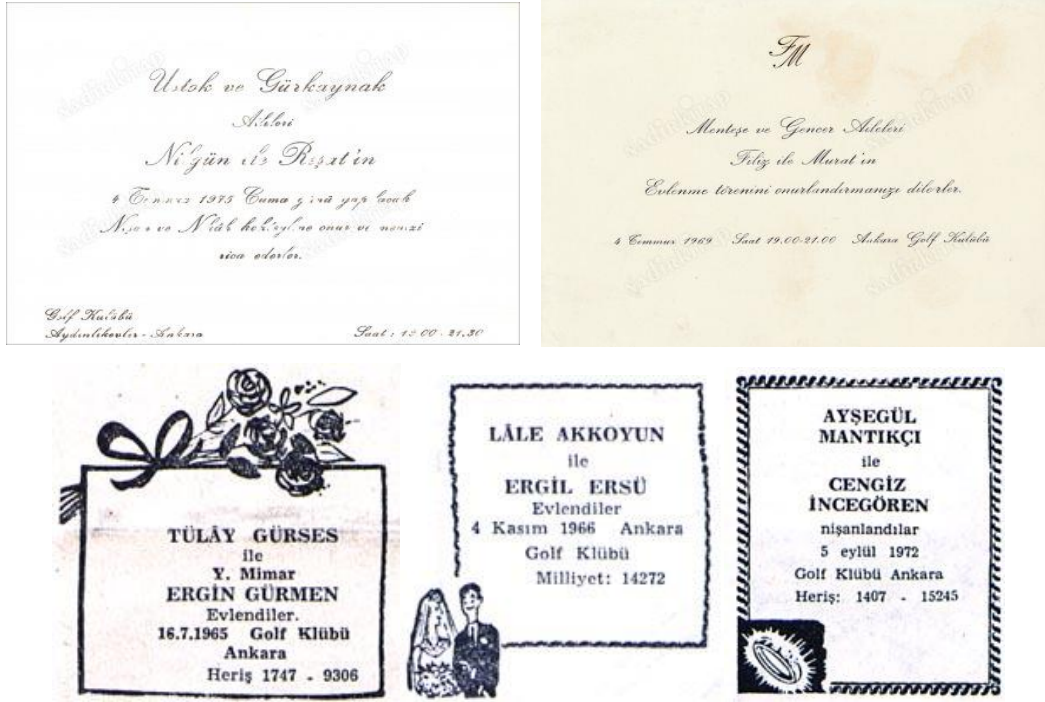 Ustok ve Gürkaynak
Aileleri
Nilgün ile Reşat'in
4 Temmuz 1975 Cuma günü yapılacak
Nişan ve Nikâh kokteyline onur vermenizi
rica ederler.
Golf Kulübü
Aydınlıkevler - Ankara
Saat : 19.00 - 21.30
FM
Menteşe ve Gencer Aileleri
Filiz ile Murat'in
Evlenme törenini onurlandırmanızı dilerler.
4 Temmuz 1969 Saat 19.00-21.00 Ankara Golf Kulübü
TÜLÂY GÜRSES
ile
Y. Mimar
ERGİN GÜRMEN
Evlendiler.
16.7.1965 Golf Klübü
Ankara
Heriş 1747 - 9306
LÂLE AKKOYUN
ile
ERGİL ERSÜ
Evlendiler
4 Kasım 1966 Ankara
Golf Klübü
Milliyet: 14272
AYŞEGÜL
MANTIKÇI
ile
CENGİZ
İNCEGÖREN
nişanlandılar
5 eylül 1972
Golf Klübü Ankara
Heriş: 1407 - 15245